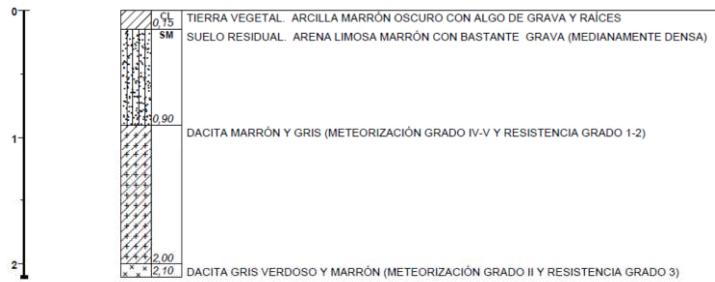 0
CL TIERRA VEGETAL. ARCILLA MARRÓN OSCURO CON ALGO DE GRAVA Y RAÍCES
0,15
SM SUELO RESIDUAL. ARENA LIMOSA MARRÓN CON BASTANTE GRAVA (MEDIANAMENTE DENSA)
0,90
1 DACITA MARRÓN Y GRIS (METEORIZACIÓN GRADO IV-V Y RESISTENCIA GRADO 1-2)
2,00
2
2,10 DACITA GRIS VERDOSO Y MARRÓN (METEORIZACIÓN GRADO II Y RESISTENCIA GRADO 3)